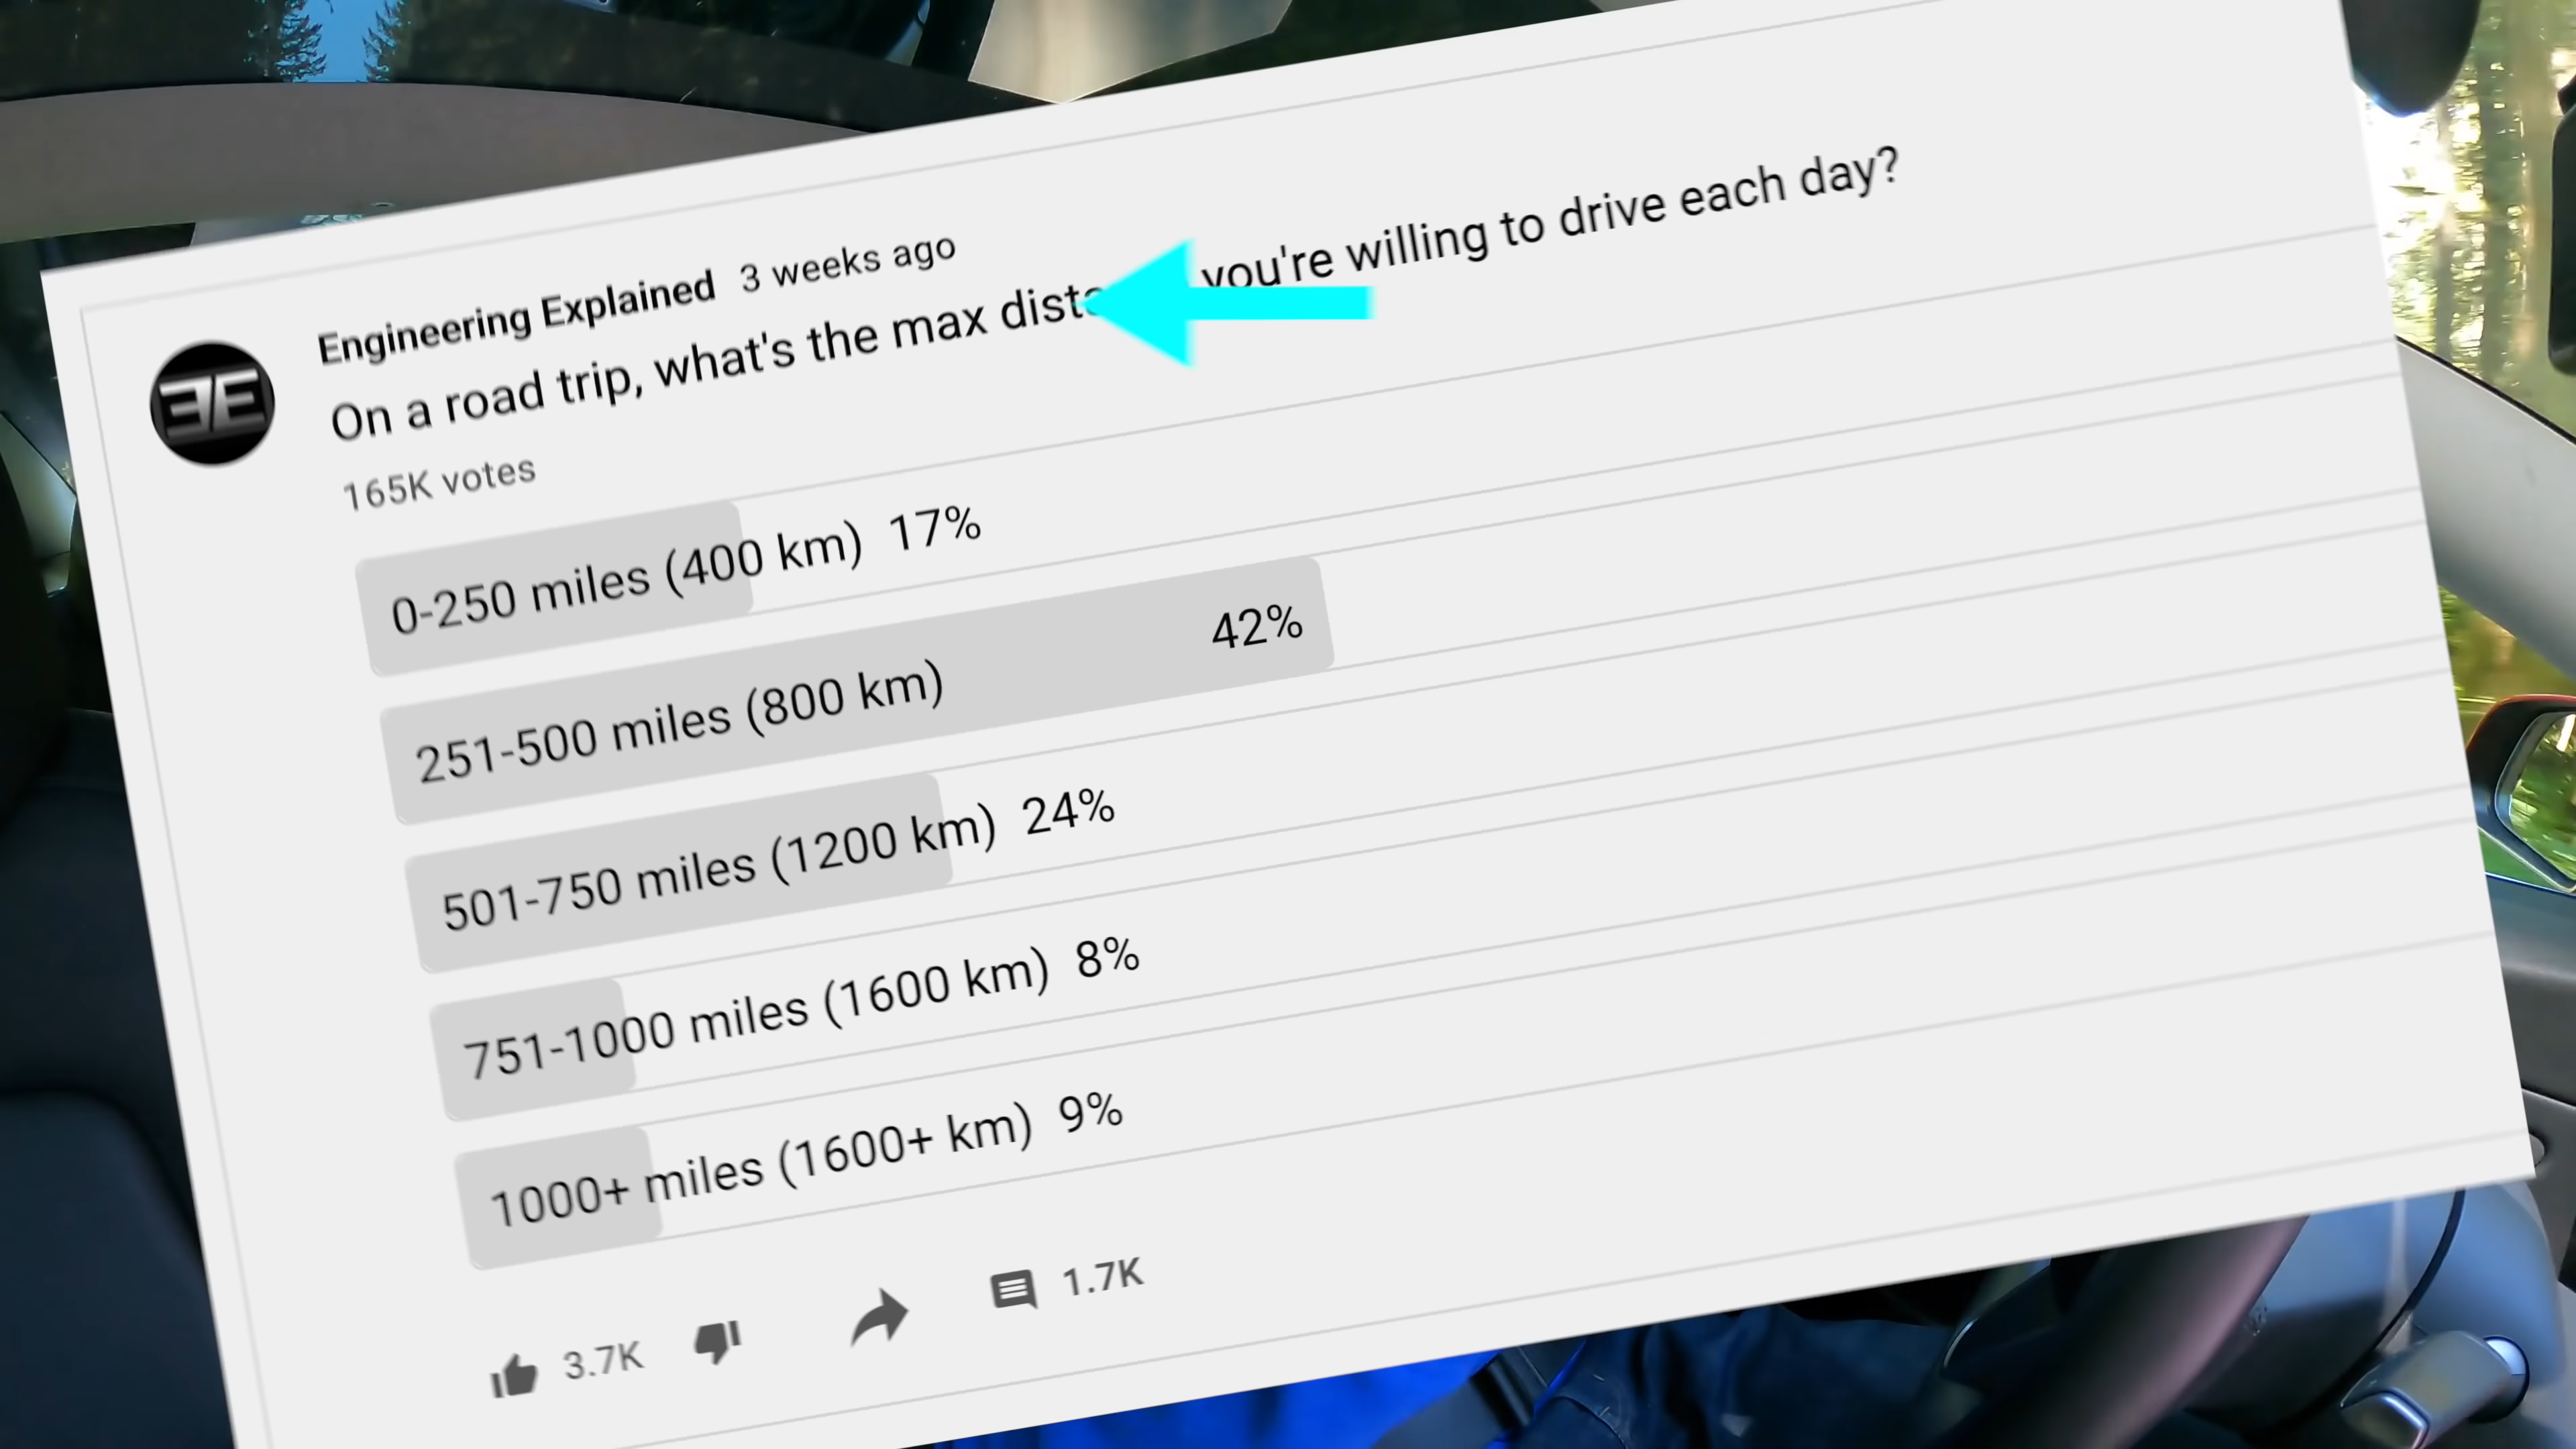 Engineering Explained 3 weeks ago
On a road trip, what's the max you're willing to drive each day?
165K votes
0-250 miles (400 km) 17%
251-500 miles (800 km) 42%
501-750 miles (1200 km) 24%
751-1000 miles (1600 km) 8%
1000+ miles (1600+ km) 9%
3.7K 1.7K